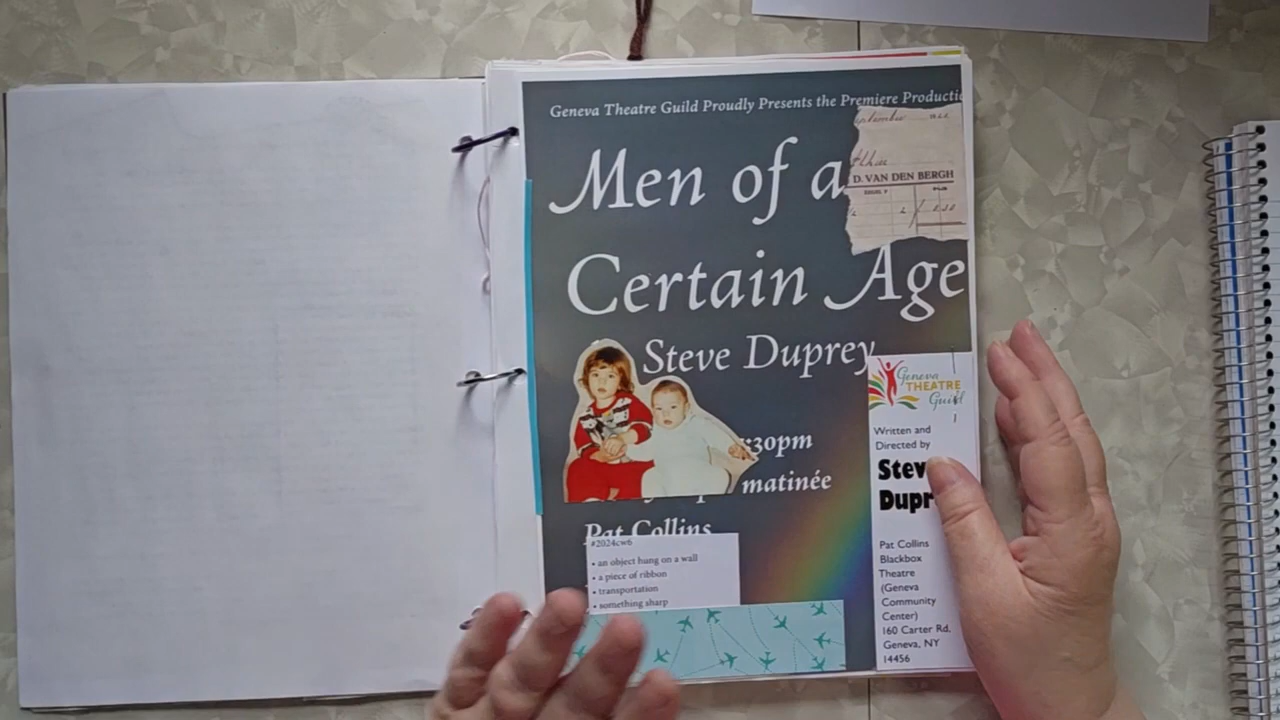 Geneva Theatre Guild Proudly Presents the Premiere Producti
Men of a
Certain Age
Steve Duprey
D. VAN DEN BERGH
:30pm
matinée
Pat Collins
#2024cw6
• an object hung on a wall
• a piece of ribbon
• transportation
• something sharp
Geneva
THEATRE
Guild
Written and
Directed by
Stev
Dupr
Pat Collins
Blackbox
Theatre
(Geneva
Community
Center)
160 Carter Rd.
Geneva, NY
14456